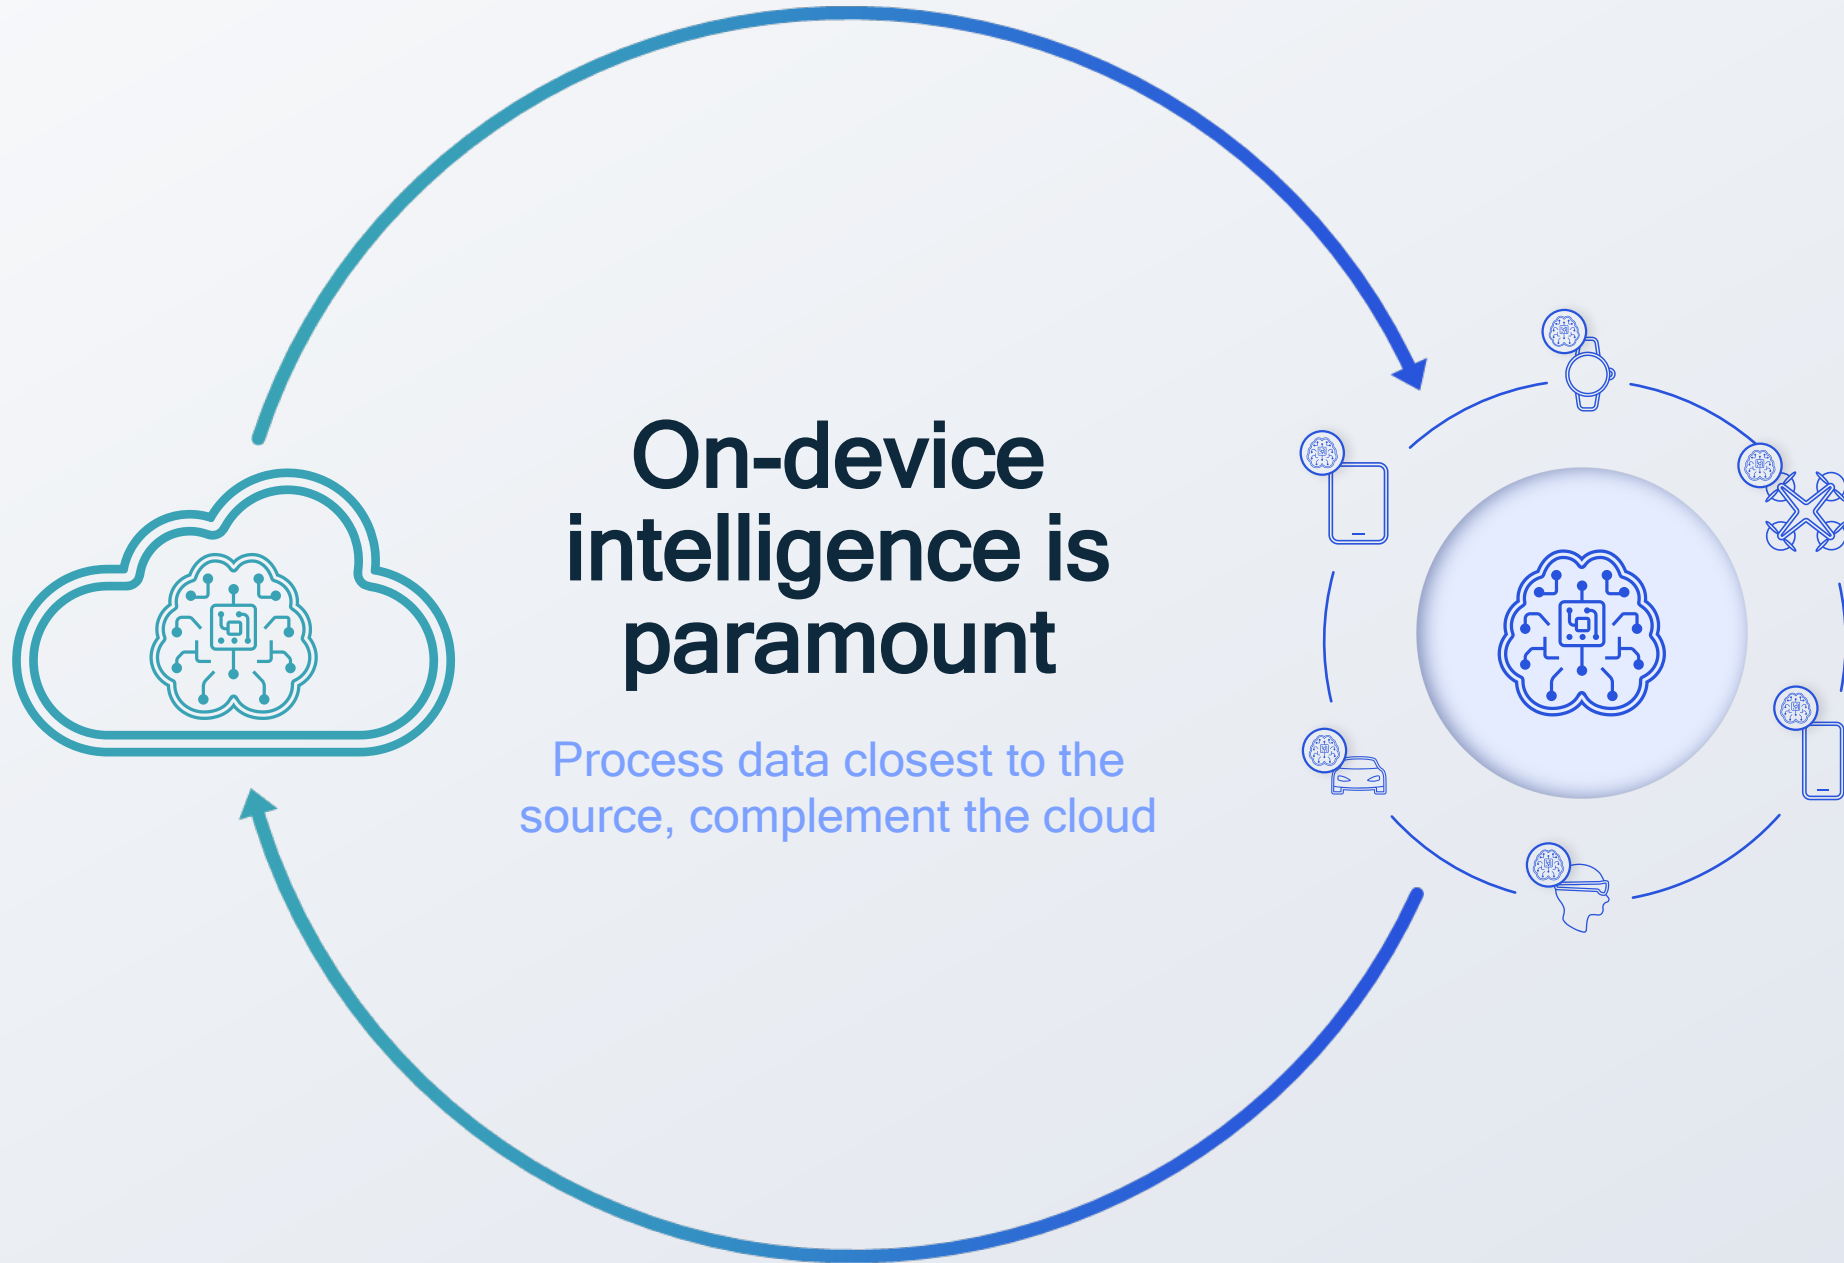 On-device
intelligence is
paramount
Process data closest to the
source, complement the cloud